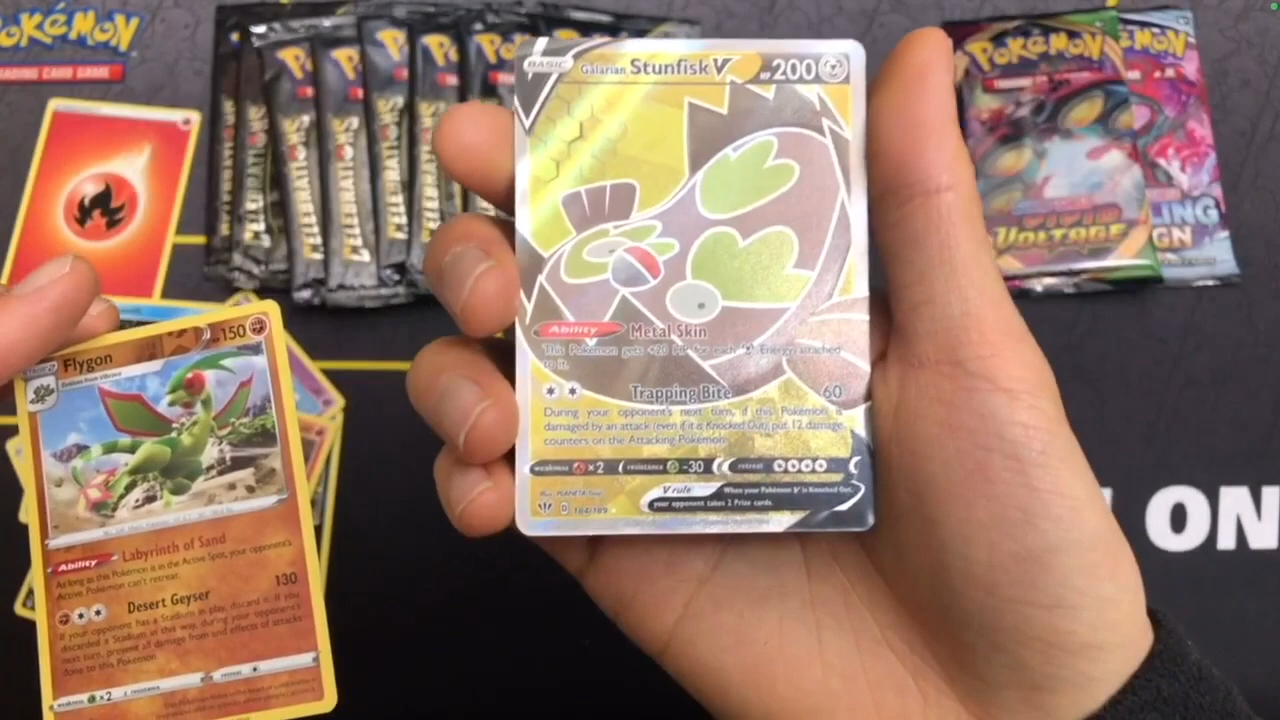 Pokémon
TRADING CARD GAME
CELEBRATIONS
CELEBRATIONS
CELEBRATIONS
CELEBRATIONS
CELEBRATIONS
Pokémon
VIVID
VOLTAGE
LING
GN
BASIC Galarian Stunfisk V HP 200
Ability Metal Skin
This Pokémon gets +20 HP for each Energy attached
to it.
Trapping Bite 60
During your opponent's next turn, if this Pokémon is
damaged by an attack (even if it is Knocked Out), put 12 damage
counters on the Attacking Pokémon.
weakness ×2 resistance -30 retreat
V rule When your Pokémon V is Knocked Out,
your opponent takes 2 Prize cards.
Illus. PLANETA
D 184/189
Flygon 150
Evolves from Vibrava
Ability Labyrinth of Sand
As long as this Pokémon is in the Active Spot, your opponent's
Active Pokémon can't retreat.
Desert Geyser 130
If your opponent has a Stadium in play, discard it. If you
discarded a Stadium in this way, during your opponent's
next turn, prevent all damage from and effects of attacks
done to this Pokémon.
weakness ×2 resistance retreat
ON